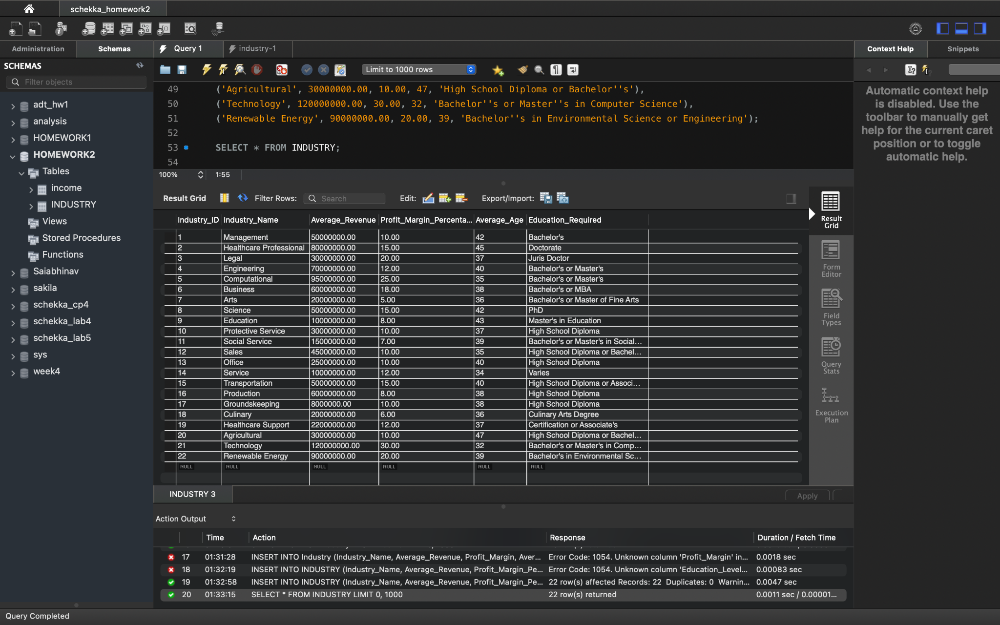 schekka_homework2
Administration
Schemas
Query 1
industry-1
Context Help
Snippets
SCHEMAS
Filter objects
Limit to 1000 rows
adt_hw1
analysis
HOMEWORK1
HOMEWORK2
Tables
income
INDUSTRY
Views
Stored Procedures
Functions
Saiabhinav
sakila
schekka_cp4
schekka_lab4
schekka_lab5
sys
week4
49 ('Agricultural', 30000000.00, 10.00, 47, 'High School Diploma or Bachelor''s'),
50 ('Technology', 120000000.00, 30.00, 32, 'Bachelor''s or Master''s in Computer Science'),
51 ('Renewable Energy', 90000000.00, 20.00, 39, 'Bachelor''s in Environmental Science or Engineering');
52
53 SELECT * FROM INDUSTRY;
54
100% 1:55
Automatic context help
is disabled. Use the
toolbar to manually get
help for the current caret
position or to toggle
automatic help.
Result Grid Filter Rows: Search Edit: Export/Import:
Industry_ID Industry_Name Average_Revenue Profit_Margin_Percenta... Average_Age Education_Required
1 Management 50000000.00 10.00 42 Bachelor's
2 Healthcare Professional 80000000.00 15.00 45 Doctorate
3 Legal 30000000.00 20.00 37 Juris Doctor
4 Engineering 70000000.00 12.00 40 Bachelor's or Master's
5 Computational 95000000.00 25.00 35 Bachelor's or Master's
6 Business 60000000.00 18.00 38 Bachelor's or MBA
7 Arts 20000000.00 5.00 36 Bachelor's or Master of Fine Arts
8 Science 50000000.00 15.00 42 PhD
9 Education 10000000.00 8.00 43 Master's in Education
10 Protective Service 30000000.00 10.00 37 High School Diploma
11 Social Service 15000000.00 7.00 39 Bachelor's or Master's in Social...
12 Sales 45000000.00 10.00 35 High School Diploma or Bachel...
13 Office 25000000.00 10.00 40 High School Diploma
14 Service 10000000.00 12.00 34 Varies
15 Transportation 50000000.00 15.00 40 High School Diploma or Associ...
16 Production 60000000.00 8.00 38 High School Diploma
17 Groundskeeping 8000000.00 10.00 38 High School Diploma
18 Culinary 20000000.00 6.00 36 Culinary Arts Degree
19 Healthcare Support 22000000.00 12.00 37 Certification or Associate's
20 Agricultural 30000000.00 10.00 47 High School Diploma or Bachel...
21 Technology 120000000.00 30.00 32 Bachelor's or Master's in Comp...
22 Renewable Energy 90000000.00 20.00 39 Bachelor's in Environmental Sc...
NULL NULL NULL NULL NULL NULL
Result
Grid
Form
Editor
Field
Types
Query
Stats
Execution
Plan
INDUSTRY 3
Apply
Action Output
Time Action Response Duration / Fetch Time
17 01:31:28 INSERT INTO Industry (Industry_Name, Average_Revenue, Profit_Margin, Aver... Error Code: 1054. Unknown column 'Profit_Margin' in... 0.0018 sec
18 01:32:19 INSERT INTO INDUSTRY (Industry_Name, Average_Revenue, Profit_Margin_Pe... Error Code: 1054. Unknown column 'Education_Level... 0.00083 sec
19 01:32:58 INSERT INTO INDUSTRY (Industry_Name, Average_Revenue, Profit_Margin_Pe... 22 row(s) affected Records: 22 Duplicates: 0 Warnin... 0.0047 sec
20 01:33:15 SELECT * FROM INDUSTRY LIMIT 0, 1000 22 row(s) returned 0.0011 sec / 0.00001...
Query Completed